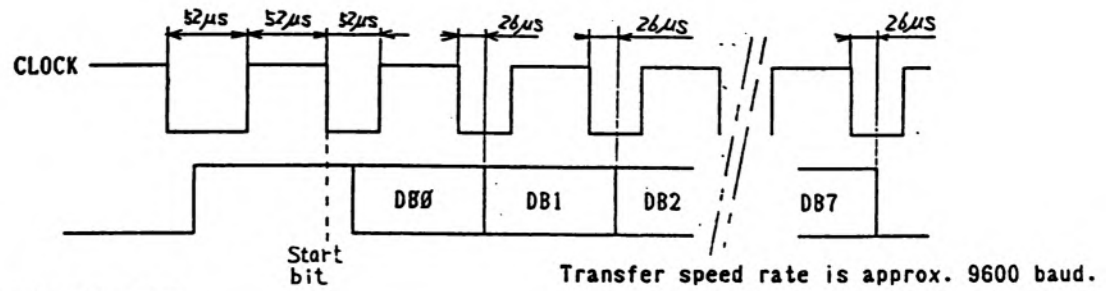 52µs 52µs 52µs 26µs 26µs 26µs
CLOCK
DBØ DB1 DB2 DB7
Start
bit
Transfer speed rate is approx. 9600 baud.